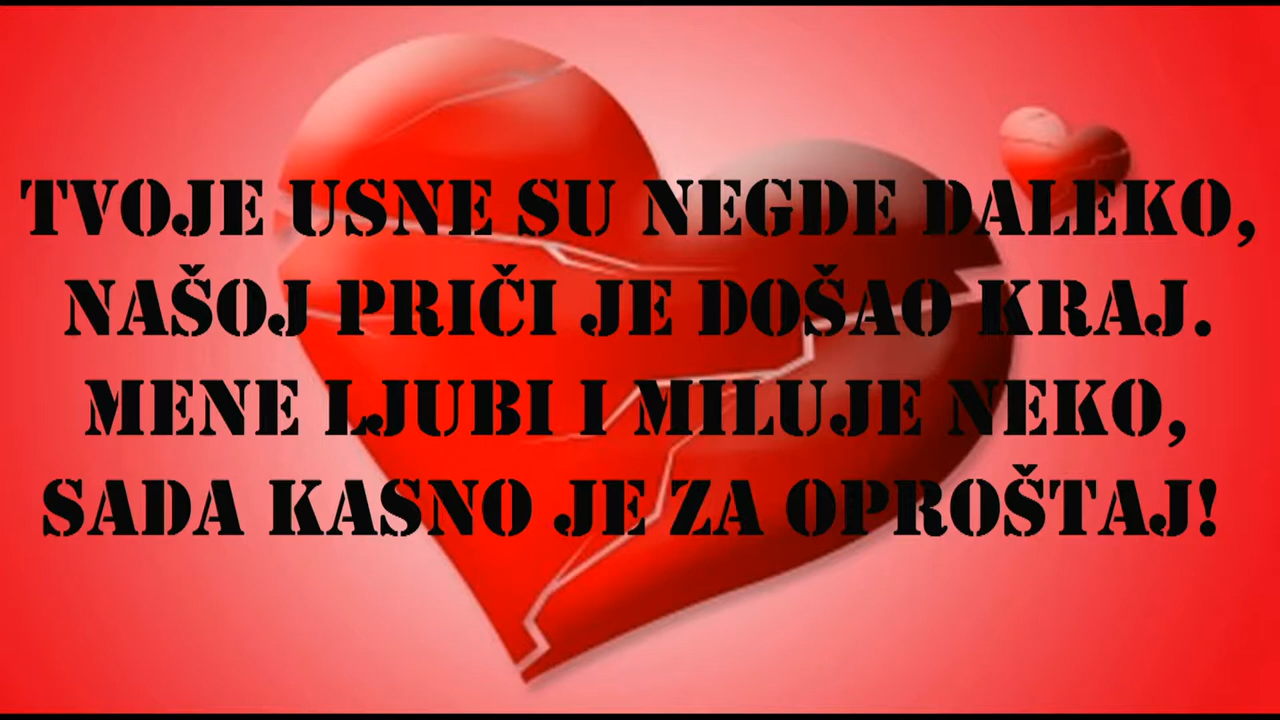 TVOJE USNE SU NEGDE DALEKO,
NAŠOJ PRIČI JE DOŠAO KRAJ.
MENE LJUBI I MILUJE NEKO,
SADA KASNO JE ZA OPROŠTAJ!